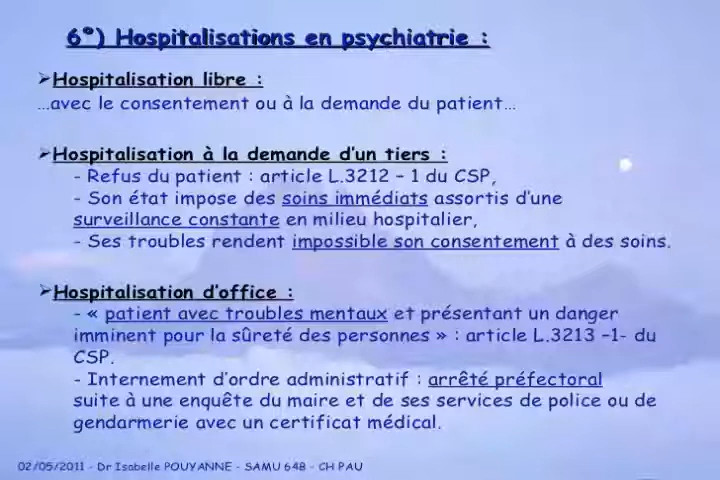 6°) Hospitalisations en psychiatrie :
➢Hospitalisation libre :
…avec le consentement ou à la demande du patient…
➢Hospitalisation à la demande d'un tiers :
- Refus du patient : article L.3212 – 1 du CSP,
- Son état impose des soins immédiats assortis d'une
surveillance constante en milieu hospitalier,
- Ses troubles rendent impossible son consentement à des soins.
➢Hospitalisation d'office :
- « patient avec troubles mentaux et présentant un danger
imminent pour la sûreté des personnes » : article L.3213 –1- du
CSP.
- Internement d'ordre administratif : arrêté préfectoral
suite à une enquête du maire et de ses services de police ou de
gendarmerie avec un certificat médical.
02/05/2011 - Dr Isabelle POUYANNE - SAMU 64B - CH PAU